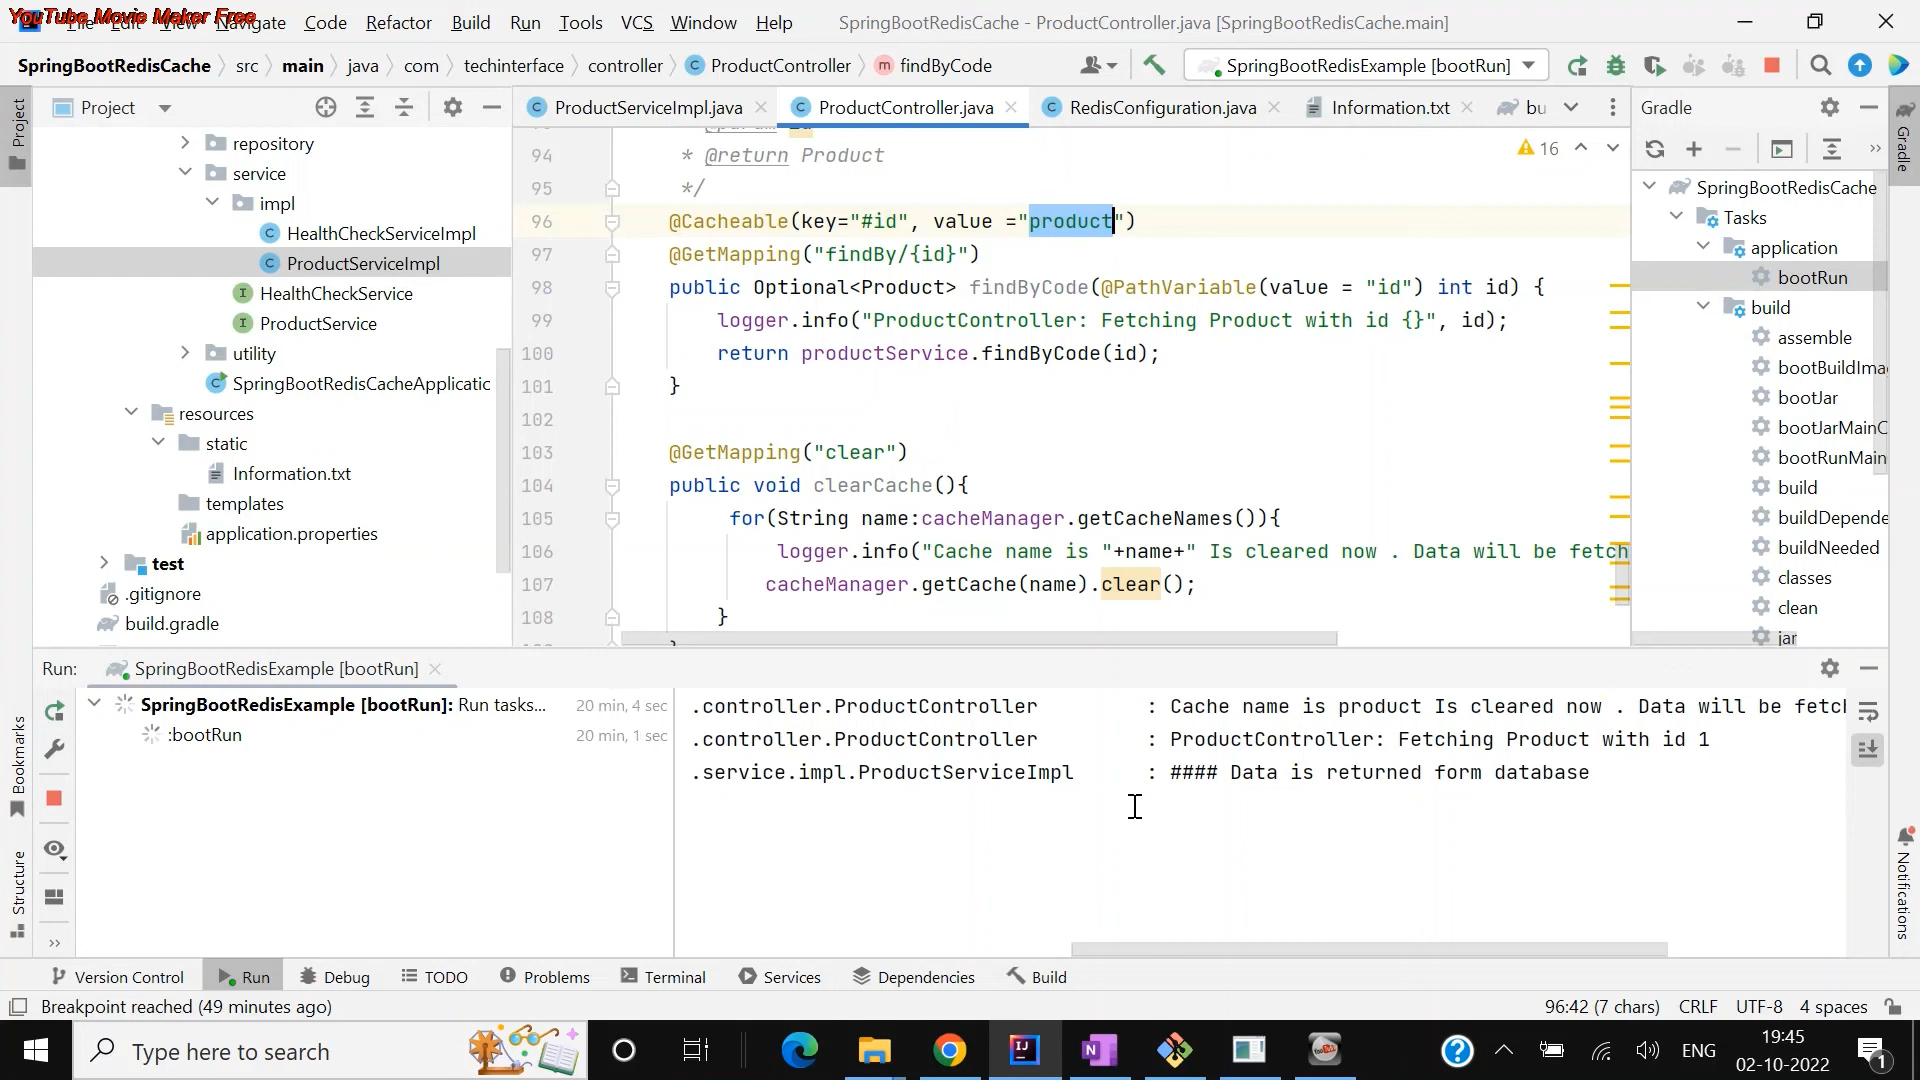 YouTube Movie Maker Free
File Edit View Navigate Code Refactor Build Run Tools VCS Window Help SpringBootRedisCache - ProductController.java [SpringBootRedisCache.main]
SpringBootRedisCache src main java com techinterface controller ProductController findByCode SpringBootRedisExample [bootRun]
Project
Project
ProductServiceImpl.java ProductController.java RedisConfiguration.java Information.txt bu
Gradle
Gradle
repository
service
impl
HealthCheckServiceImpl
ProductServiceImpl
HealthCheckService
ProductService
utility
SpringBootRedisCacheApplicatic
resources
static
Information.txt
templates
application.properties
test
.gitignore
build.gradle
16
94 * @return Product
95 */
96 @Cacheable(key="#id", value ="product")
97 @GetMapping("findBy/{id}")
98 public Optional<Product> findByCode(@PathVariable(value = "id") int id) {
99 logger.info("ProductController: Fetching Product with id {}", id);
100 return productService.findByCode(id);
101 }
102
103 @GetMapping("clear")
104 public void clearCache(){
105 for(String name:cacheManager.getCacheNames()){
106 logger.info("Cache name is "+name+" Is cleared now . Data will be fetch
107 cacheManager.getCache(name).clear();
108 }
SpringBootRedisCache
Tasks
application
bootRun
build
assemble
bootBuildIma
bootJar
bootJarMainC
bootRunMain
build
buildDepende
buildNeeded
classes
clean
jar
Run: SpringBootRedisExample [bootRun]
SpringBootRedisExample [bootRun]: Run tasks... 20 min, 4 sec
:bootRun 20 min, 1 sec
.controller.ProductController : Cache name is product Is cleared now . Data will be fetch
.controller.ProductController : ProductController: Fetching Product with id 1
.service.impl.ProductServiceImpl : #### Data is returned form database
Bookmarks
Structure
Notifications
Version Control Run Debug TODO Problems Terminal Services Dependencies Build
Breakpoint reached (49 minutes ago) 96:42 (7 chars) CRLF UTF-8 4 spaces
Type here to search
ENG
19:45
02-10-2022
1